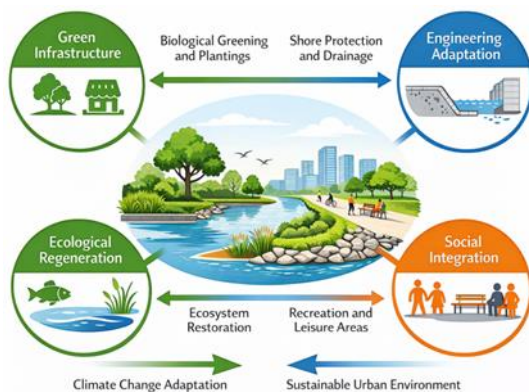 Green
Infrastructure
Biological Greening
and Plantings
Shore Protection
and Drainage
Engineering
Adaptation
Ecological
Regeneration
Social
Integration
Ecosystem
Restoration
Recreation and
Leisure Areas
Climate Change Adaptation
Sustainable Urban Environment